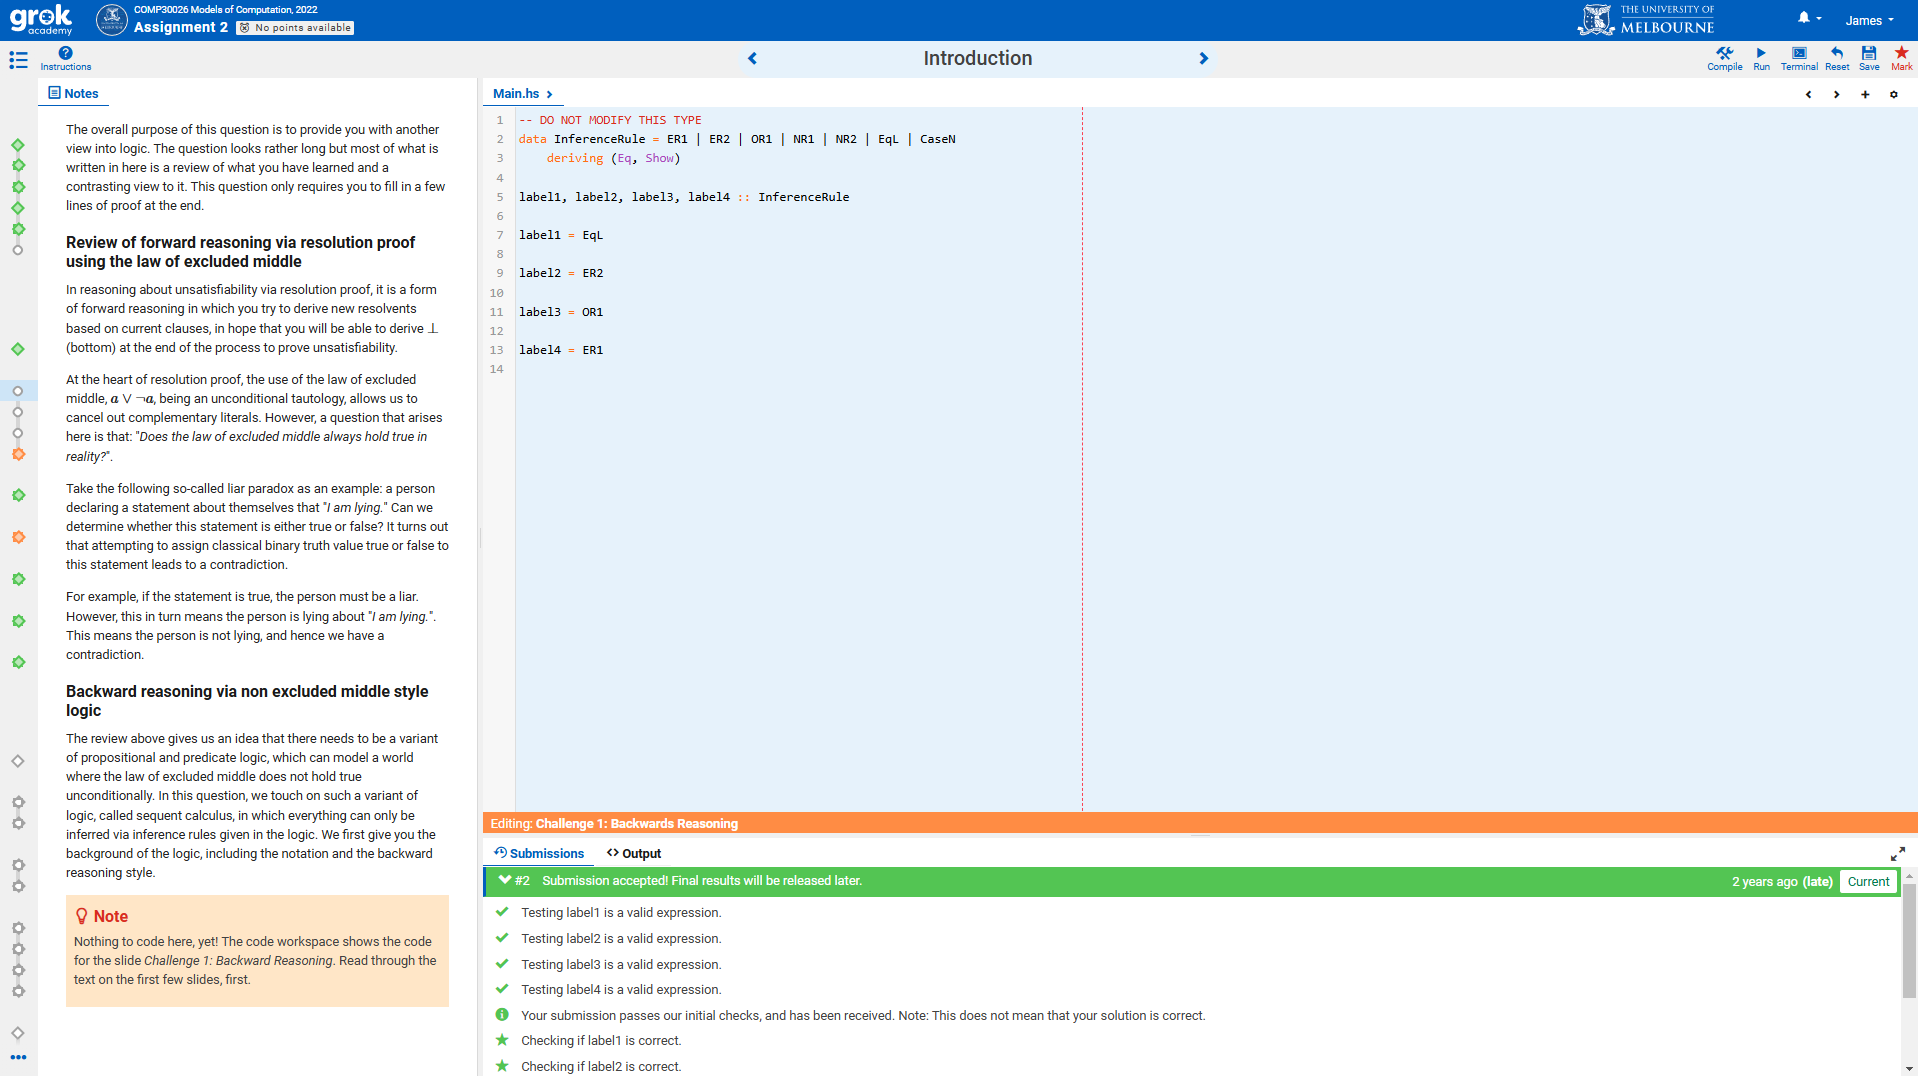 grok
academy
COMP30026 Models of Computation, 2022
Assignment 2
No points available
THE UNIVERSITY OF
MELBOURNE
James
Instructions
Introduction
Compile
Run
Terminal
Reset
Save
Mark
Notes
The overall purpose of this question is to provide you with another
view into logic. The question looks rather long but most of what is
written in here is a review of what you have learned and a
contrasting view to it. This question only requires you to fill in a few
lines of proof at the end.
Review of forward reasoning via resolution proof
using the law of excluded middle
In reasoning about unsatisfiability via resolution proof, it is a form
of forward reasoning in which you try to derive new resolvents
based on current clauses, in hope that you will be able to derive ⊥
(bottom) at the end of the process to prove unsatisfiability.
At the heart of resolution proof, the use of the law of excluded
middle, a ∨ ¬a, being an unconditional tautology, allows us to
cancel out complementary literals. However, a question that arises
here is that: "Does the law of excluded middle always hold true in
reality?".
Take the following so-called liar paradox as an example: a person
declaring a statement about themselves that "I am lying." Can we
determine whether this statement is either true or false? It turns out
that attempting to assign classical binary truth value true or false to
this statement leads to a contradiction.
For example, if the statement is true, the person must be a liar.
However, this in turn means the person is lying about "I am lying.".
This means the person is not lying, and hence we have a
contradiction.
Backward reasoning via non excluded middle style
logic
The review above gives us an idea that there needs to be a variant
of propositional and predicate logic, which can model a world
where the law of excluded middle does not hold true
unconditionally. In this question, we touch on such a variant of
logic, called sequent calculus, in which everything can only be
inferred via inference rules given in the logic. We first give you the
background of the logic, including the notation and the backward
reasoning style.
Note
Nothing to code here, yet! The code workspace shows the code
for the slide Challenge 1: Backward Reasoning. Read through the
text on the first few slides, first.
Main.hs
1 -- DO NOT MODIFY THIS TYPE
2 data InferenceRule = ER1 | ER2 | OR1 | NR1 | NR2 | EqL | CaseN
3     deriving (Eq, Show)
4
5 label1, label2, label3, label4 :: InferenceRule
6
7 label1 = EqL
8
9 label2 = ER2
10
11 label3 = OR1
12
13 label4 = ER1
14
Editing: Challenge 1: Backwards Reasoning
Submissions
Output
#2 Submission accepted! Final results will be released later.
2 years ago (late)
Current
Testing label1 is a valid expression.
Testing label2 is a valid expression.
Testing label3 is a valid expression.
Testing label4 is a valid expression.
Your submission passes our initial checks, and has been received. Note: This does not mean that your solution is correct.
Checking if label1 is correct.
Checking if label2 is correct.